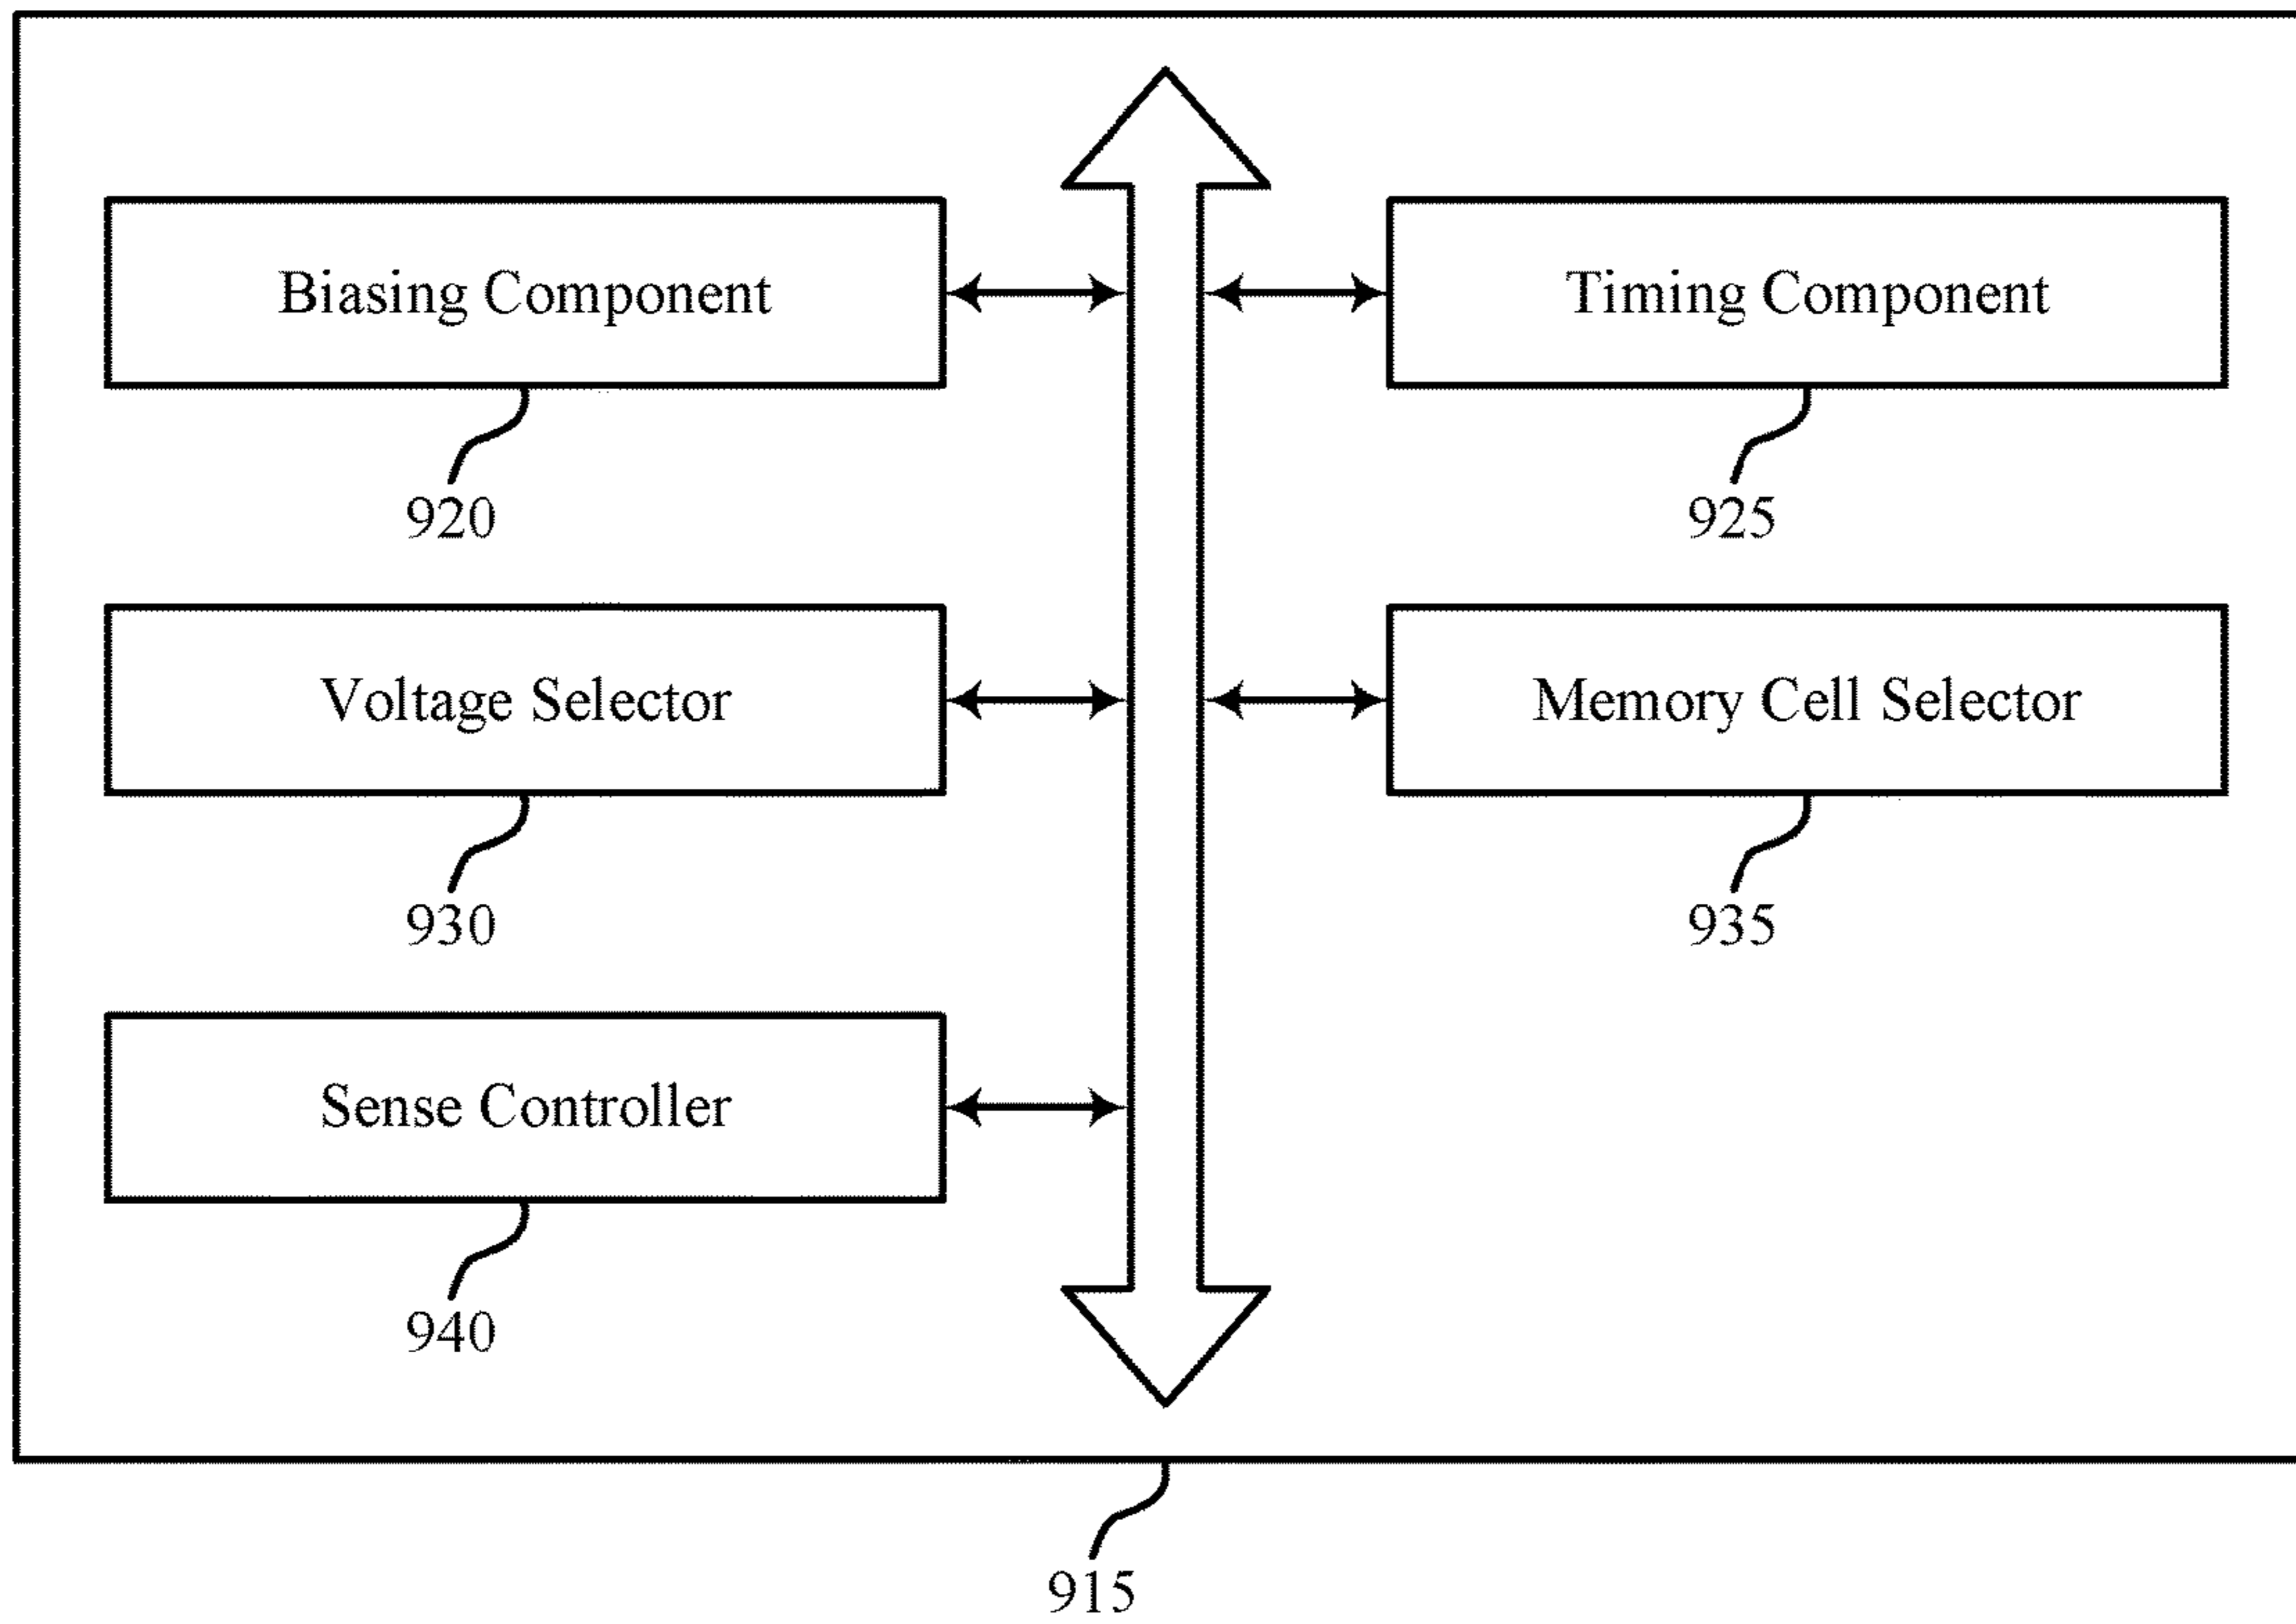 Biasing Component
Timing Component
920
925
Voltage Selector
Memory Cell Selector
930
935
Sense Controller
940
915